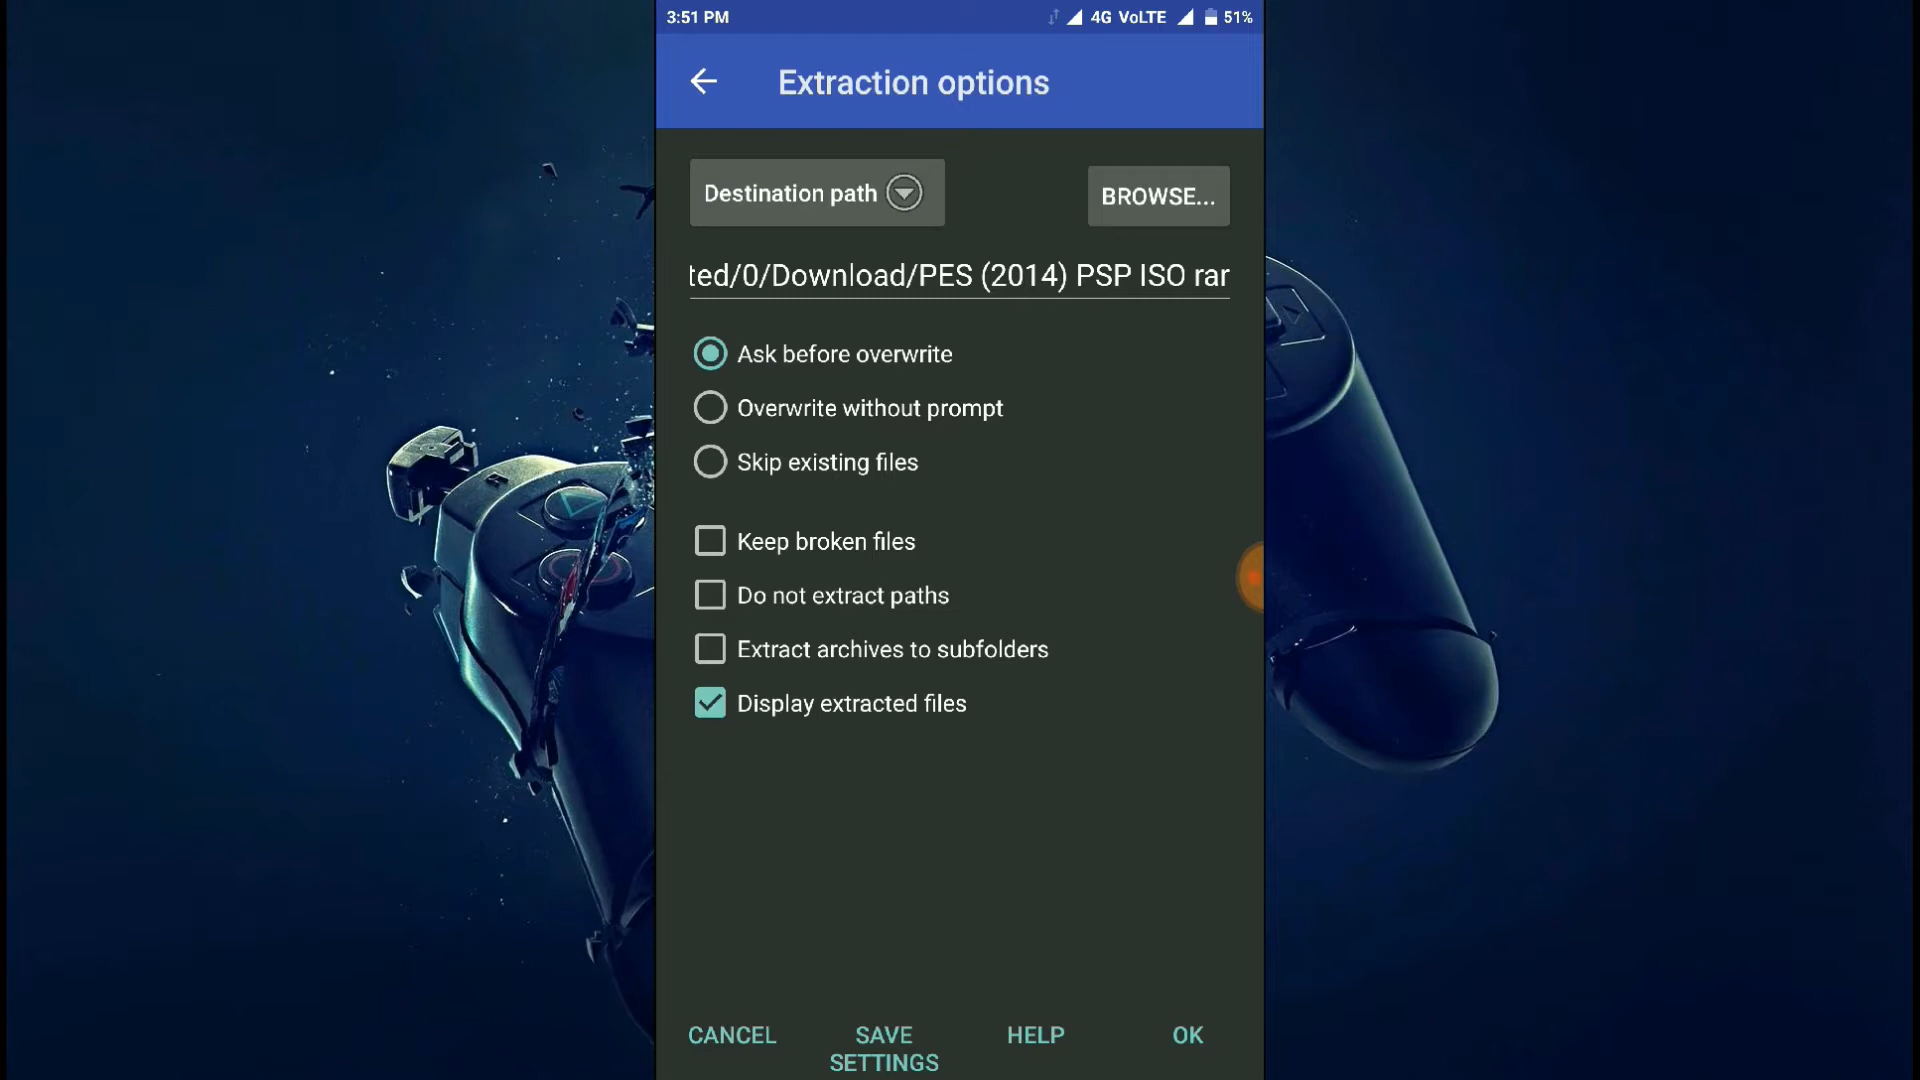 3:51 PM
4G VoLTE 51%
Extraction options
Destination path
BROWSE...
ted/0/Download/PES (2014) PSP ISO rar
Ask before overwrite
Overwrite without prompt
Skip existing files
Keep broken files
Do not extract paths
Extract archives to subfolders
Display extracted files
CANCEL
SAVE
SETTINGS
HELP
OK